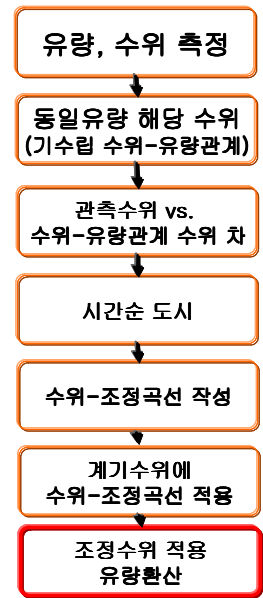 유량, 수위 측정
동일유량 해당 수위
(기수립 수위-유량관계)
관측수위 vs.
수위-유량관계 수위 차
시간순 도시
수위-조정곡선 작성
계기수위에
수위-조정곡선 적용
조정수위 적용
유량환산